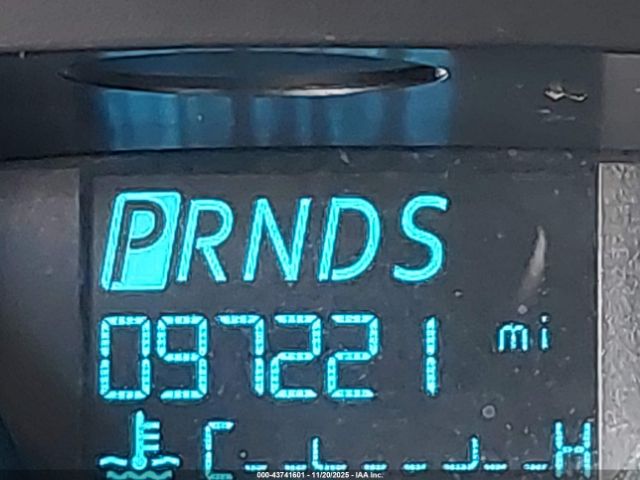 PRNDS
097221 mi
C H
000-43741601 - 11/20/2025 - IAA Inc.